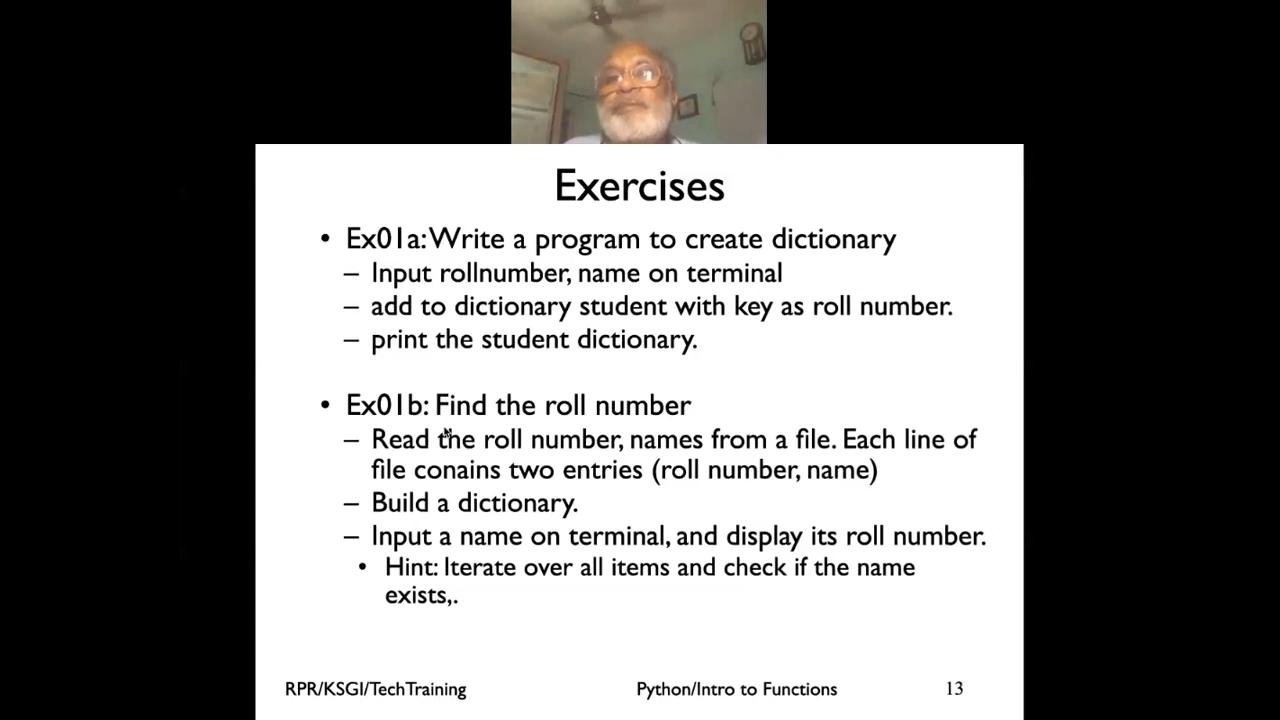 Exercises
• Ex01a: Write a program to create dictionary
– Input rollnumber, name on terminal
– add to dictionary student with key as roll number.
– print the student dictionary.
• Ex01b: Find the roll number
– Read the roll number, names from a file. Each line of
file conains two entries (roll number, name)
– Build a dictionary.
– Input a name on terminal, and display its roll number.
• Hint: Iterate over all items and check if the name
exists,.
RPR/KSGI/TechTraining
Python/Intro to Functions
13